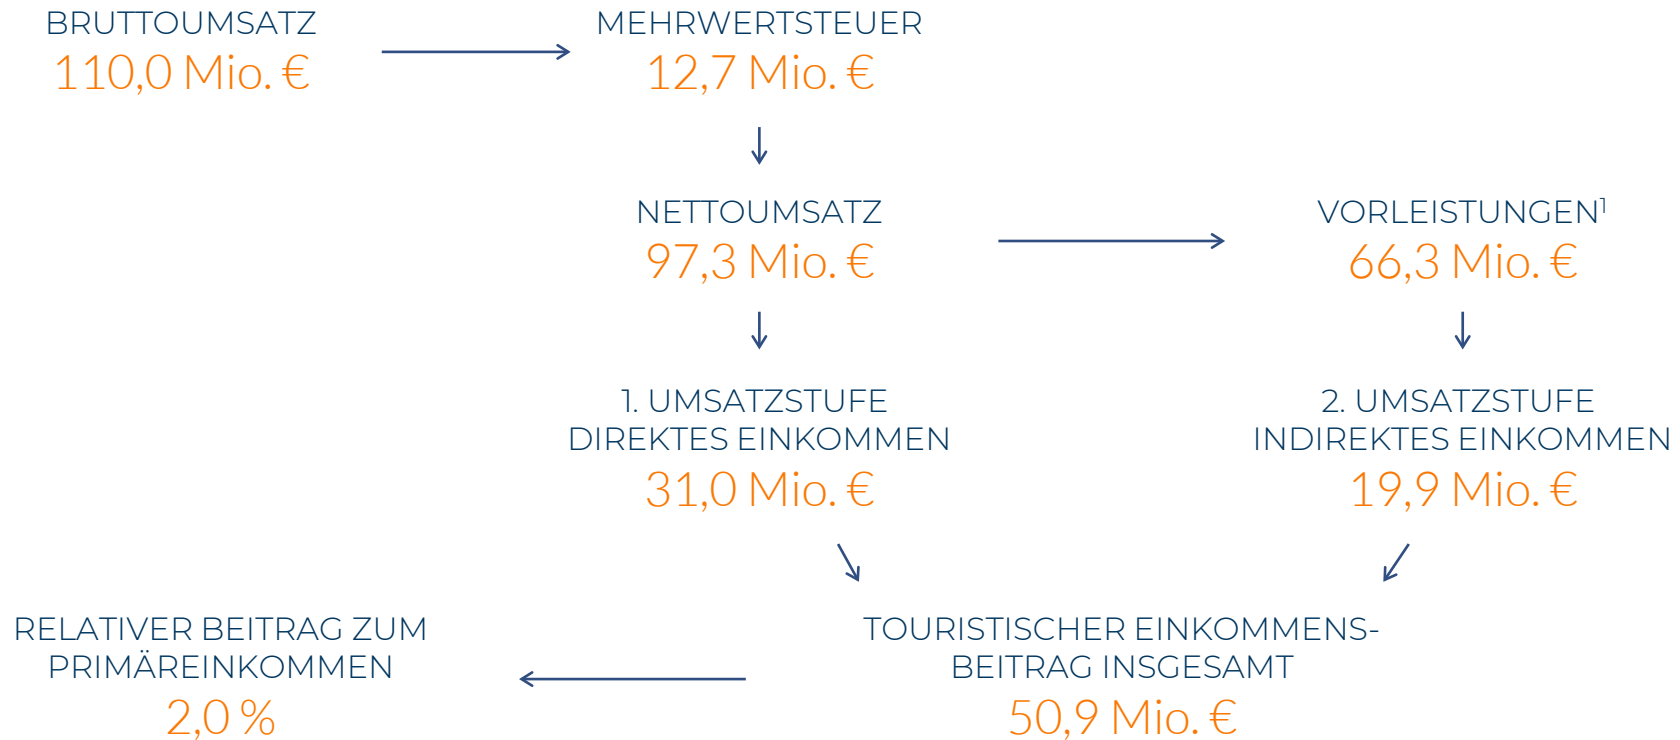 BRUTTOUMSATZ
110,0 Mio. €
MEHRWERTSTEUER
12,7 Mio. €
NETTOUMSATZ
97,3 Mio. €
VORLEISTUNGEN¹
66,3 Mio. €
1. UMSATZSTUFE
DIREKTES EINKOMMEN
31,0 Mio. €
2. UMSATZSTUFE
INDIREKTES EINKOMMEN
19,9 Mio. €
RELATIVER BEITRAG ZUM
PRIMÄREINKOMMEN
2,0 %
TOURISTISCHER EINKOMMENS-
BEITRAG INSGESAMT
50,9 Mio. €